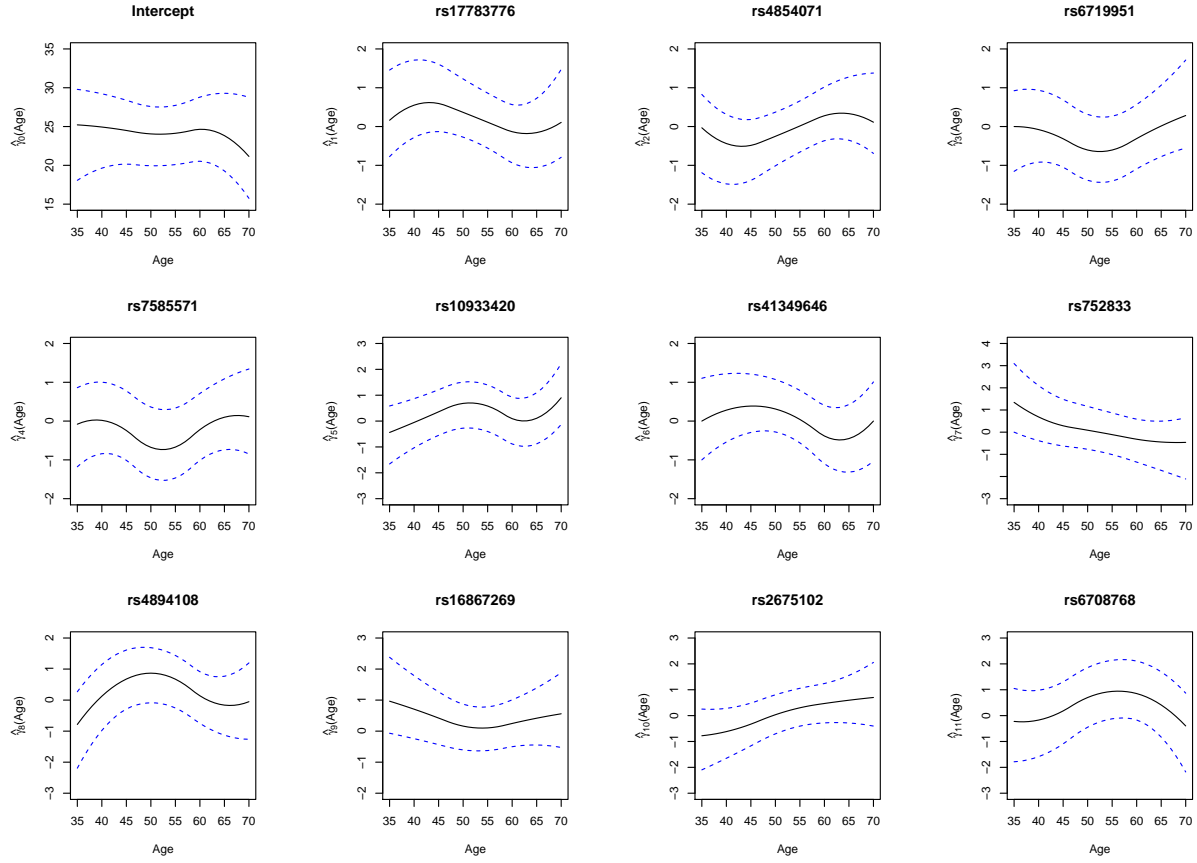 Intercept
γ̂0(Age)
15 20 25 30 35
35 40 45 50 55 60 65 70
Age
rs17783776
γ̂1(Age)
−2 −1 0 1 2
35 40 45 50 55 60 65 70
Age
rs4854071
γ̂2(Age)
−2 −1 0 1 2
35 40 45 50 55 60 65 70
Age
rs6719951
γ̂3(Age)
−2 −1 0 1 2
35 40 45 50 55 60 65 70
Age
rs7585571
γ̂4(Age)
−2 −1 0 1 2
35 40 45 50 55 60 65 70
Age
rs10933420
γ̂5(Age)
−3 −2 −1 0 1 2 3
35 40 45 50 55 60 65 70
Age
rs41349646
γ̂6(Age)
−2 −1 0 1 2
35 40 45 50 55 60 65 70
Age
rs752833
γ̂7(Age)
−3 −1 0 1 2 3 4
35 40 45 50 55 60 65 70
Age
rs4894108
γ̂8(Age)
−3 −2 −1 0 1 2
35 40 45 50 55 60 65 70
Age
rs16867269
γ̂9(Age)
−2 −1 0 1 2 3
35 40 45 50 55 60 65 70
Age
rs2675102
γ̂10(Age)
−3 −2 −1 0 1 2 3
35 40 45 50 55 60 65 70
Age
rs6708768
γ̂11(Age)
−3 −2 −1 0 1 2 3
35 40 45 50 55 60 65 70
Age